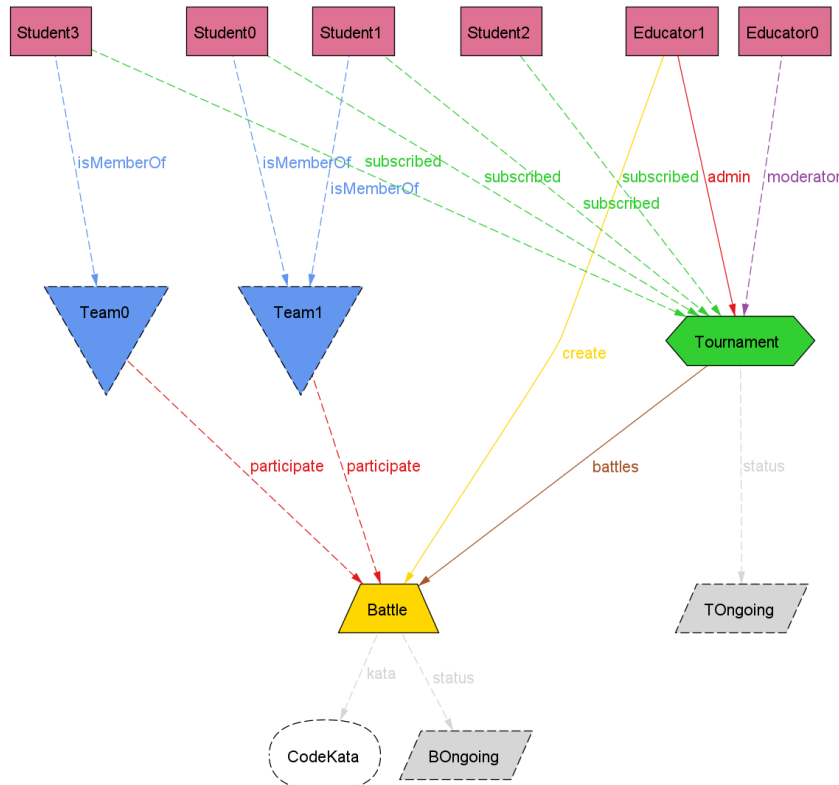 Student3
Student0
Student1
Student2
Educator1
Educator0
isMemberOf
subscribed
isMemberOf
isMemberOf
subscribed
subscribed
subscribed
admin
moderator
Team0
Team1
Tournament
create
participate
participate
battles
status
Battle
TOngoing
kata
status
CodeKata
BOngoing